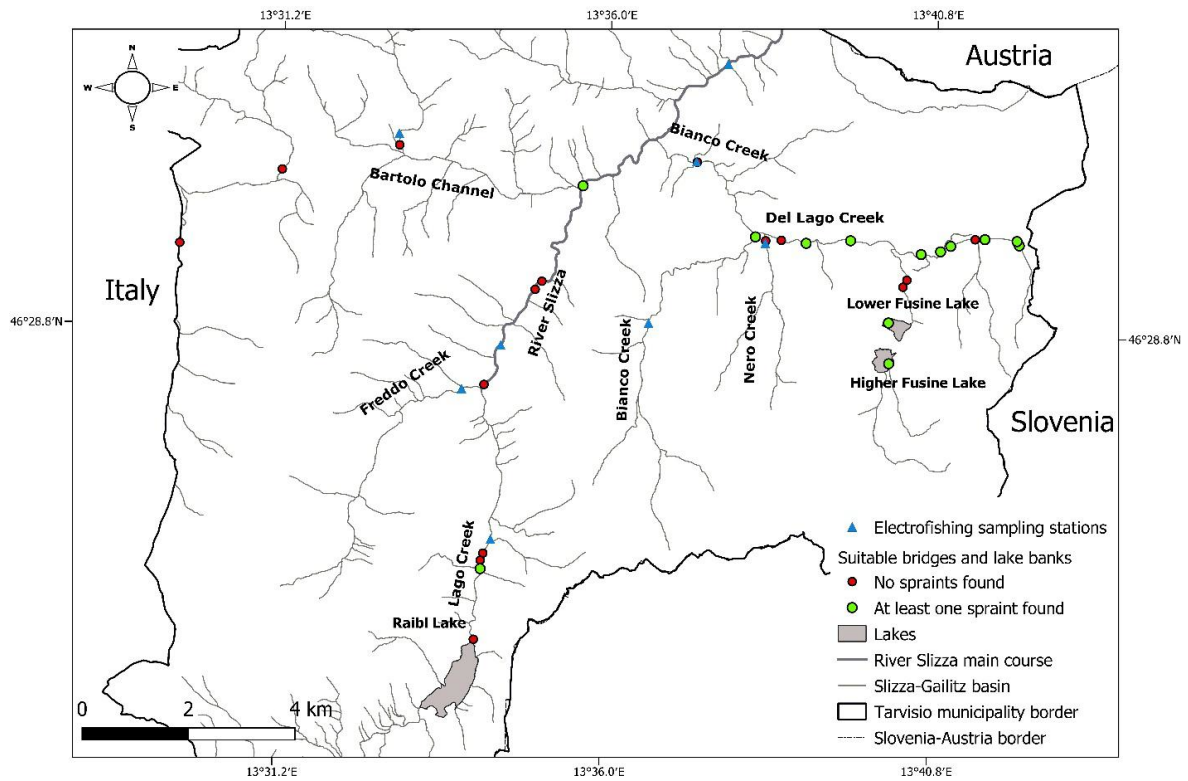 13°31.2'E
13°36.0'E
13°40.8'E
Austria
N
W
E
S
Bianco Creek
Bartolo Channel
Del Lago Creek
Italy
River Slizza
Lower Fusine Lake
46°28.8'N
46°28.8'N
Bianco Creek
Nero Creek
Freddo Creek
Higher Fusine Lake
Slovenia
Lago Creek
Raibl Lake
Electrofishing sampling stations
Suitable bridges and lake banks
No spraints found
At least one spraint found
Lakes
River Slizza main course
Slizza-Gailitz basin
Tarvisio municipality border
Slovenia-Austria border
0
2
4 km
13°31.2'E
13°36.0'E
13°40.8'E